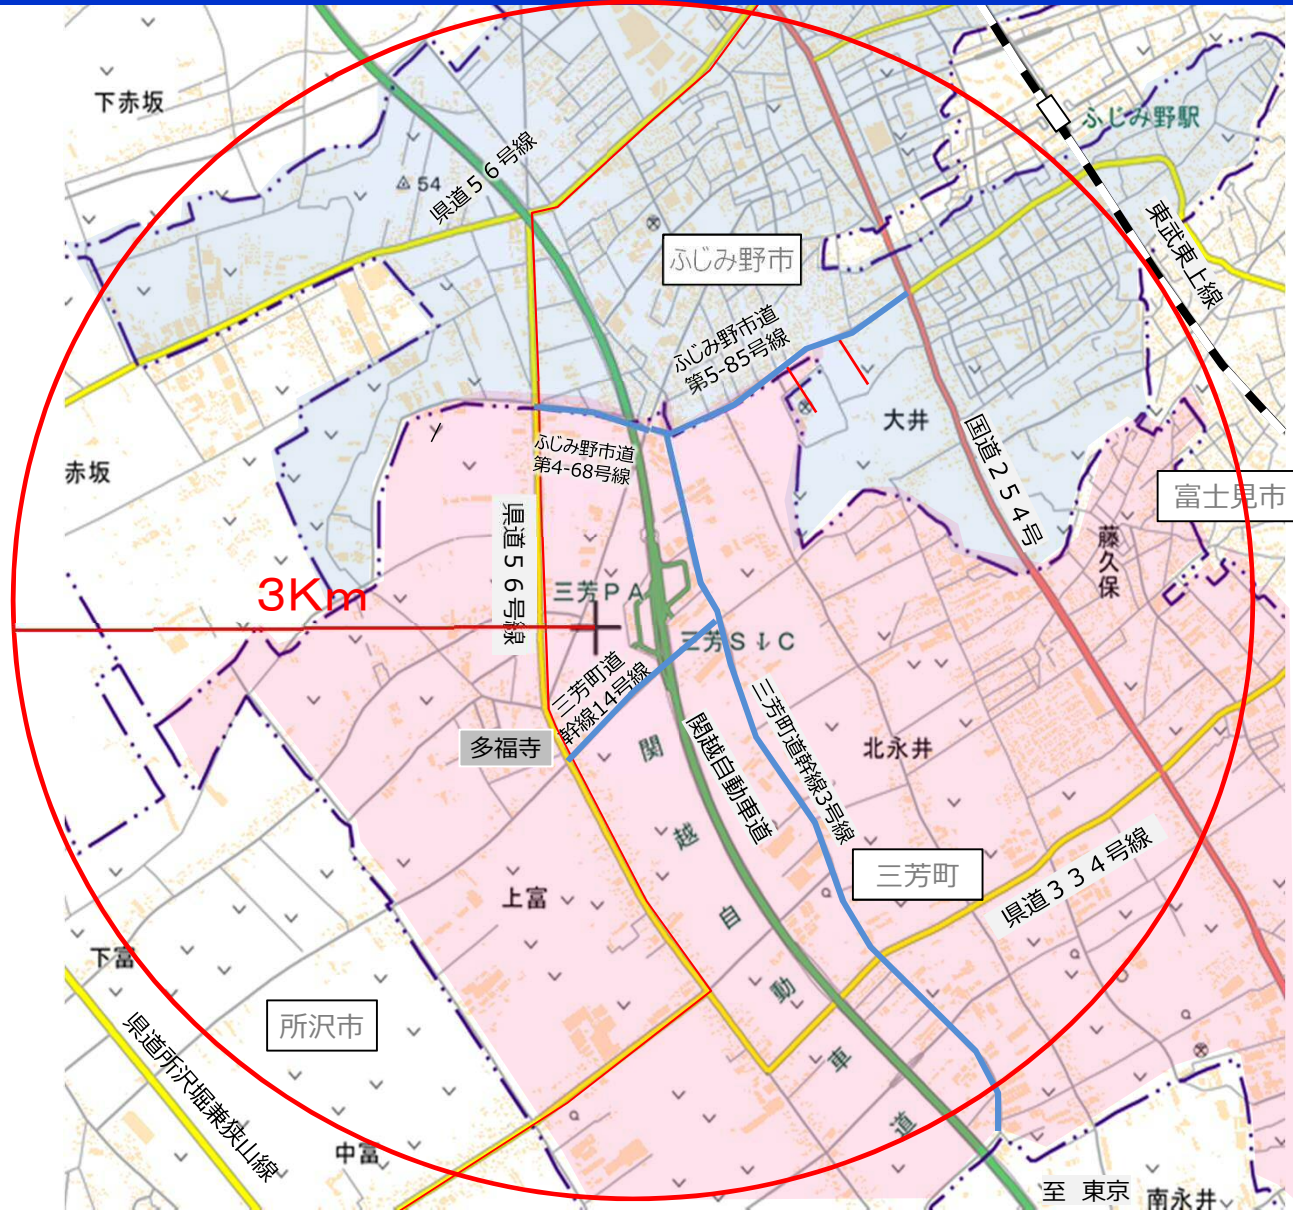 下赤坂
ふじみ野駅
54
県道５６号線
東武東上線
ふじみ野市
ふじみ野市道
第5-85号線
大井
国道２５４号
ふじみ野市道
第4-68号線
赤坂
富士見市
県道５６号線
藤久保
3Km
三芳ＰＡ
三芳ＳＩＣ
三芳町道
幹線14号線
三芳町道幹線3号線
関越自動車道
多福寺
北永井
関越自動車道
三芳町
県道３３４号線
上富
下富
所沢市
県道所沢堀兼狭山線
中富
至 東京
南永井